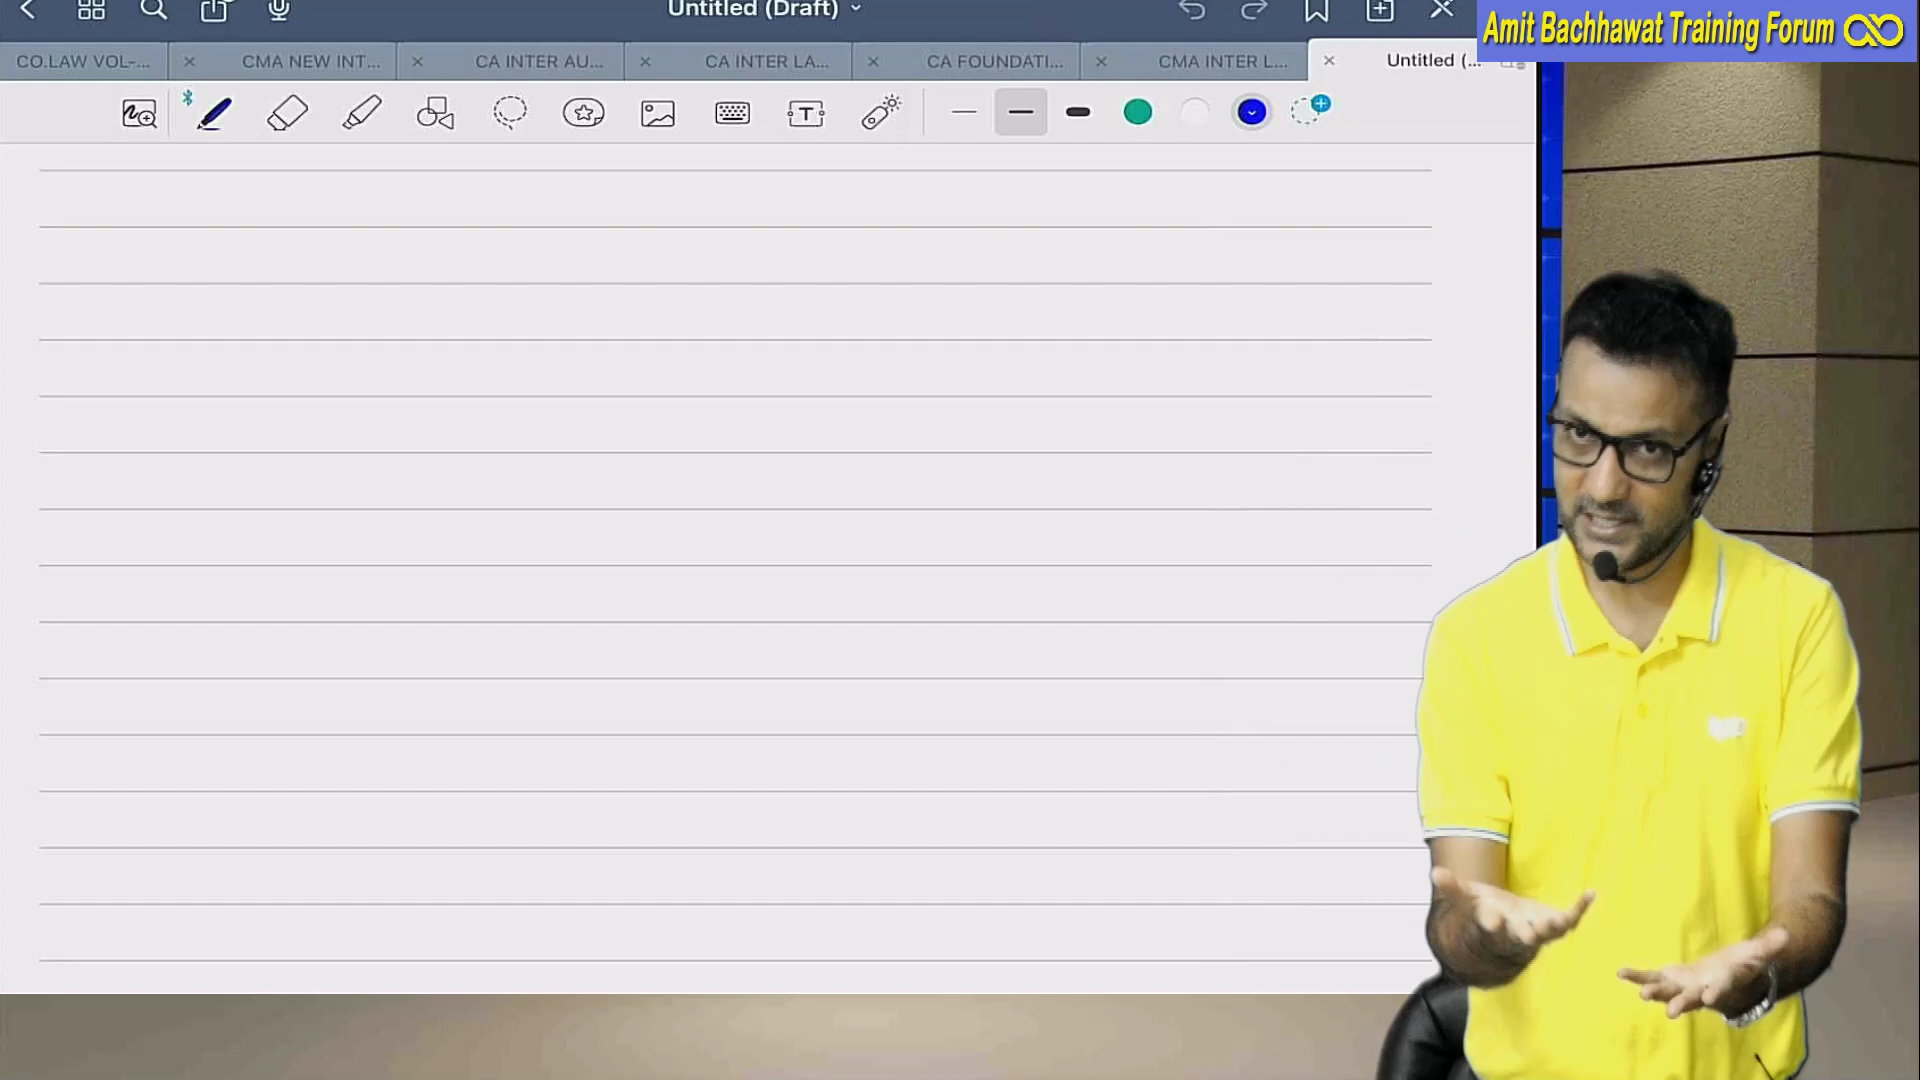 Untitled (Draft)
Amit Bachhawat Training Forum
CO.LAW VOL-...
CMA NEW INT...
CA INTER AU...
CA INTER LA...
CA FOUNDATI...
CMA INTER L...
Untitled (...
T